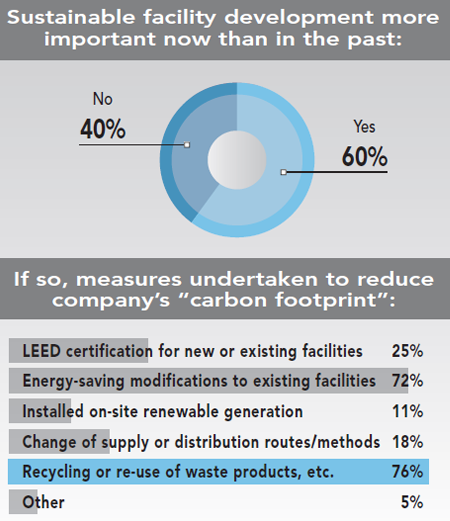 Sustainable facility development more
important now than in the past:
No
40%
Yes
60%
If so, measures undertaken to reduce
company’s “carbon footprint”:
LEED certification for new or existing facilities 25%
Energy-saving modifications to existing facilities 72%
Installed on-site renewable generation 11%
Change of supply or distribution routes/methods 18%
Recycling or re-use of waste products, etc. 76%
Other 5%